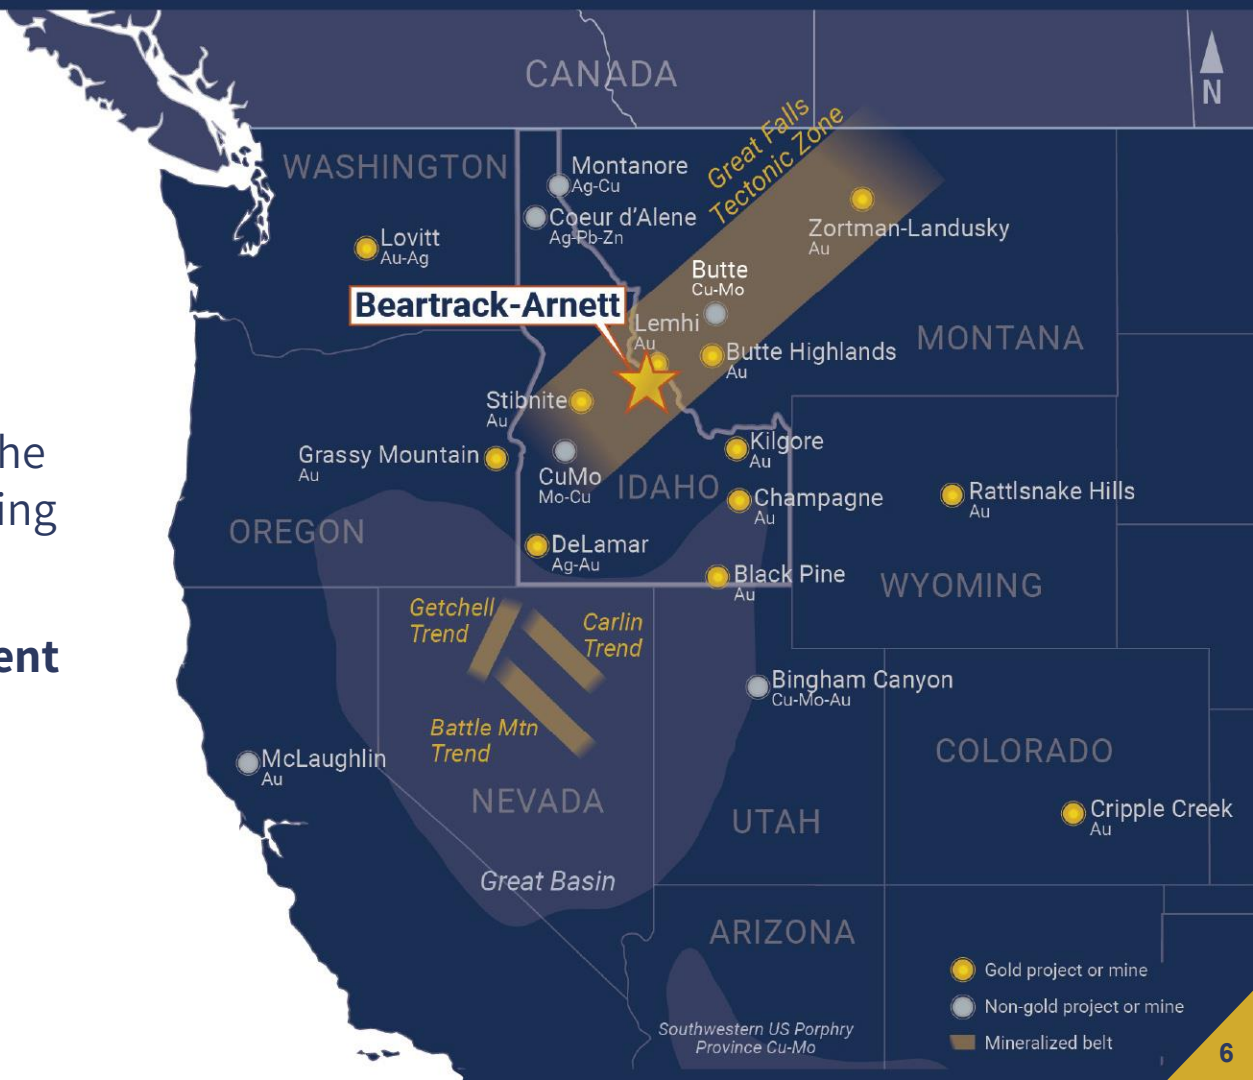 CANADA
N
WASHINGTON
Montanore
Ag-Cu
Great Falls
Tectonic Zone
Coeur d'Alene
Ag-Pb-Zn
Zortman-Landusky
Au
Lovitt
Au-Ag
Butte
Cu-Mo
Beartrack-Arnett
Lemhi
Au
MONTANA
Butte Highlands
Au
Stibnite
Au
he
ing
ent
Grassy Mountain
Au
Kilgore
Au
CuMo
Mo-Cu
IDAHO
Champagne
Au
Rattlsnake Hills
Au
OREGON
DeLamar
Ag-Au
Black Pine
Au
WYOMING
Getchell
Trend
Carlin
Trend
Bingham Canyon
Cu-Mo-Au
Battle Mtn
Trend
McLaughlin
Au
COLORADO
NEVADA
UTAH
Cripple Creek
Au
Great Basin
ARIZONA
Southwestern US Porphry
Province Cu-Mo
Gold project or mine
Non-gold project or mine
Mineralized belt
6